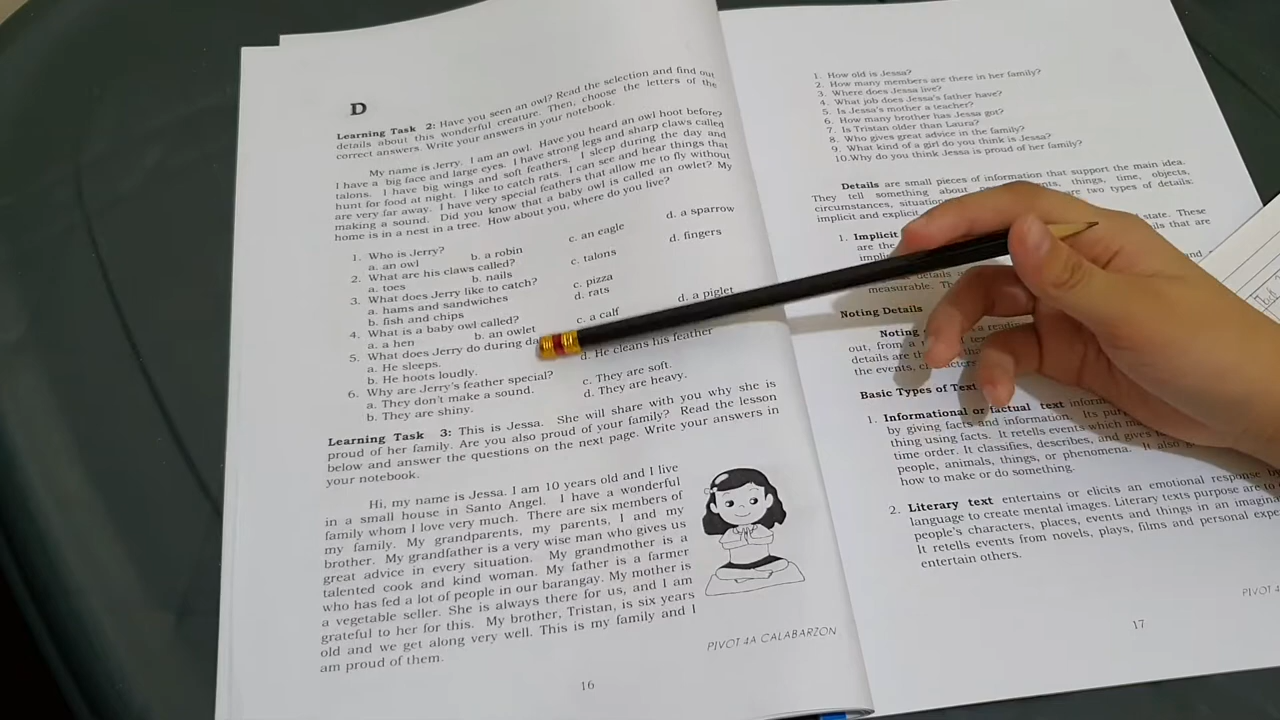 D
Learning Task 2: Have you seen an owl? Read the selection and find out
details about this wonderful creature. Then, choose the letters of the
correct answers. Write your answers in your notebook.
My name is Jerry. I am an owl. Have you heard an owl hoot before?
I have a big face and large eyes. I have strong legs and sharp claws called
talons. I have big wings and soft feathers. I sleep during the day and
hunt for food at night. I like to catch rats. I can see and hear things that
are very far away. I have very special feathers that allow me to fly without
making a sound. Did you know that a baby owl is called an owlet? My
home is in a nest in a tree. How about you, where do you live?
1. Who is Jerry?
a. an owl b. a robin c. an eagle d. a sparrow
2. What are his claws called?
a. toes b. nails c. talons d. fingers
3. What does Jerry like to catch?
a. hams and sandwiches c. pizza
b. fish and chips d. rats
4. What is a baby owl called?
a. a hen b. an owlet c. a calf d. a piglet
5. What does Jerry do during
a. He sleeps.
b. He hoots loudly. d. He cleans his feather
6. Why are Jerry's feather special?
a. They don't make a sound. c. They are soft.
b. They are shiny. d. They are heavy.
Learning Task 3: This is Jessa. She will share with you why she is
proud of her family. Are you also proud of your family? Read the lesson
below and answer the questions on the next page. Write your answers in
your notebook.
Hi, my name is Jessa. I am 10 years old and I live
in a small house in Santo Angel. I have a wonderful
family whom I love very much. There are six members of
my family. My grandparents, my parents, I and my
brother. My grandfather is a very wise man who gives us
great advice in every situation. My grandmother is a
talented cook and kind woman. My father is a farmer
who has fed a lot of people in our barangay. My mother is
a vegetable seller. She is always there for us, and I am
grateful to her for this. My brother, Tristan, is six years
old and we get along very well. This is my family and I
am proud of them.
PIVOT 4A CALABARZON
16
1. How old is Jessa?
2. How many members are there in her family?
3. Where does Jessa live?
4. What job does Jessa's father have?
5. Is Jessa's mother a teacher?
6. How many brother has Jessa got?
7. Is Tristan older than Laura?
8. Who gives great advice in the family?
9. What kind of a girl do you think is Jessa?
10.Why do you think Jessa is proud of her family?
Details are small pieces of information that support the main idea.
They tell something about things, time, objects,
circumstances, are two types of details:
implicit and explicit
1. Implicit state. These
are the that are
and
details a
measurable.
Noting Details
Noting
out, from a
details are
the events,
Basic Types of Text
1. Informational or factual text
by giving facts and information. Its
thing using facts. It retells events which
time order. It classifies, describes, and gives
people, animals, things, or phenomena. It also
how to make or do something.
2. Literary text entertains or elicits an emotional response
language to create mental images. Literary texts purpose are to
people's characters, places, events and things in an
It retells events from novels, plays, films and personal
entertain others.
PIVOT
17